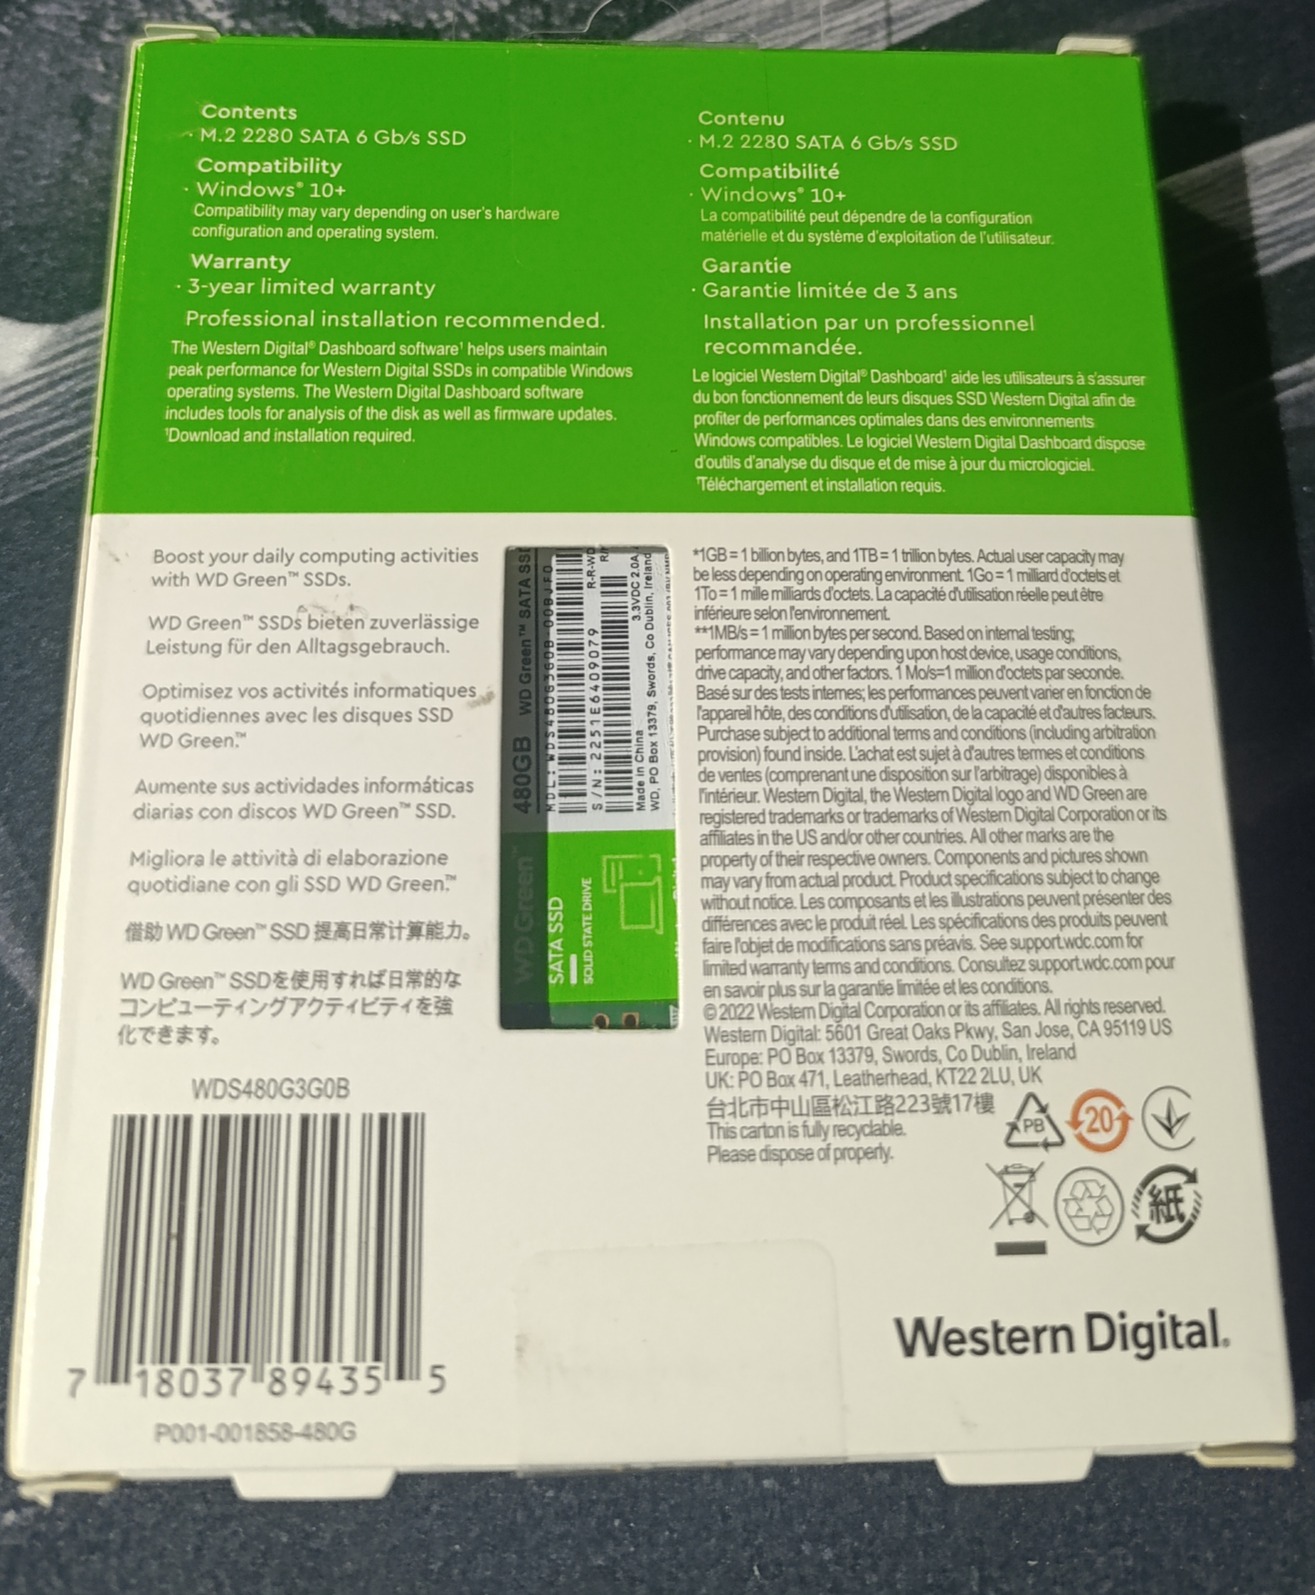 Contents
· M.2 2280 SATA 6 Gb/s SSD
Compatibility
· Windows® 10+
Compatibility may vary depending on user's hardware
configuration and operating system.
Warranty
· 3-year limited warranty
Professional installation recommended.
The Western Digital® Dashboard software¹ helps users maintain
peak performance for Western Digital SSDs in compatible Windows
operating systems. The Western Digital Dashboard software
includes tools for analysis of the disk as well as firmware updates.
¹Download and installation required.
Contenu
· M.2 2280 SATA 6 Gb/s SSD
Compatibilité
· Windows® 10+
La compatibilité peut dépendre de la configuration
matérielle et du système d'exploitation de l'utilisateur.
Garantie
· Garantie limitée de 3 ans
Installation par un professionnel
recommandée.
Le logiciel Western Digital® Dashboard¹ aide les utilisateurs à s'assurer
du bon fonctionnement de leurs disques SSD Western Digital afin de
profiter de performances optimales dans des environnements
Windows compatibles. Le logiciel Western Digital Dashboard dispose
d'outils d'analyse du disque et de mise à jour du micrologiciel.
¹Téléchargement et installation requis.
Boost your daily computing activities
with WD Green™ SSDs.
WD Green™ SSDs bieten zuverlässige
Leistung für den Alltagsgebrauch.
Optimisez vos activités informatiques
quotidiennes avec les disques SSD
WD Green.™
Aumente sus actividades informáticas
diarias con discos WD Green™ SSD.
Migliora le attività di elaborazione
quotidiane con gli SSD WD Green.™
借助 WD Green™ SSD 提高日常计算能力。
WD Green™ SSDを使用すれば日常的な
コンピューティングアクティビティを強
化できます。
WDS480G3G0B
7 18037 89435 5
P001-001858-480G
480GB WD Green™ SATA SSD
MDL: WDS480G3G0B-00BJF0
S/N: 2251E6409079
R-R-WD
Made in China
3.3VDC 2.0A
WD, PO Box 13379, Swords, Co Dublin, Ireland
WD Green™
SATA SSD
SOLID STATE DRIVE
*1GB = 1 billion bytes, and 1TB = 1 trillion bytes. Actual user capacity may
be less depending on operating environment. 1Go = 1 milliard d'octets et
1To = 1 mille milliards d'octets. La capacité d'utilisation réelle peut être
inférieure selon l'environnement.
**1MB/s = 1 million bytes per second. Based on internal testing;
performance may vary depending upon host device, usage conditions,
drive capacity, and other factors. 1 Mo/s=1 million d'octets par seconde.
Basé sur des tests internes; les performances peuvent varier en fonction de
l'appareil hôte, des conditions d'utilisation, de la capacité et d'autres facteurs.
Purchase subject to additional terms and conditions (including arbitration
provision) found inside. L'achat est sujet à d'autres termes et conditions
de ventes (comprenant une disposition sur l'arbitrage) disponibles à
l'intérieur. Western Digital, the Western Digital logo and WD Green are
registered trademarks or trademarks of Western Digital Corporation or its
affiliates in the US and/or other countries. All other marks are the
property of their respective owners. Components and pictures shown
may vary from actual product. Product specifications subject to change
without notice. Les composants et les illustrations peuvent présenter des
différences avec le produit réel. Les spécifications des produits peuvent
faire l'objet de modifications sans préavis. See support.wdc.com for
limited warranty terms and conditions. Consultez support.wdc.com pour
en savoir plus sur la garantie limitée et les conditions.
© 2022 Western Digital Corporation or its affiliates. All rights reserved.
Western Digital: 5601 Great Oaks Pkwy, San Jose, CA 95119 US
Europe: PO Box 13379, Swords, Co Dublin, Ireland
UK: PO Box 471, Leatherhead, KT22 2LU, UK
台北市中山區松江路223號17樓
This carton is fully recyclable.
Please dispose of properly.
PB
20
紙
Western Digital®